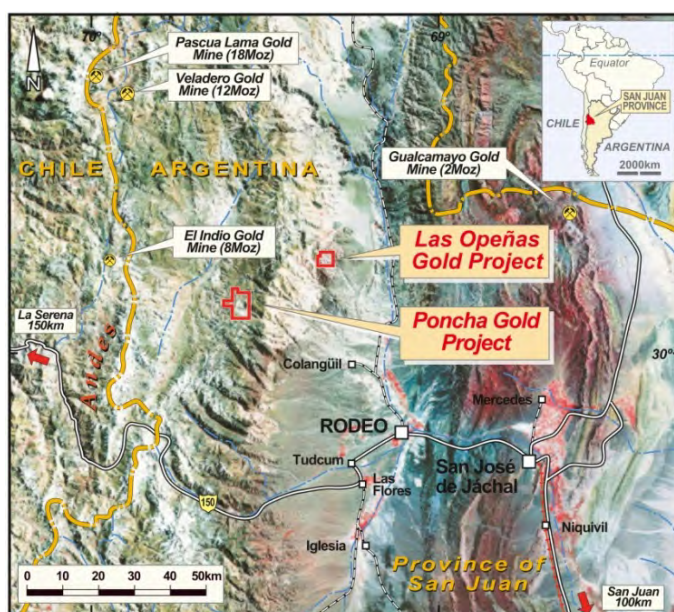 70º
69º
N
Pascua Lama Gold
Mine (18Moz)
Veladero Gold
Mine (12Moz)
CHILE
ARGENTINA
Equator
SAN JUAN
PROVINCE
CHILE
ARGENTINA
2000km
Gualcamayo Gold
Mine (2Moz)
El Indio Gold
Mine (8Moz)
Las Opeñas
Gold Project
Poncha Gold
Project
La Serena
150km
Andes
30º
Colangüil
Mercedes
RODEO
Tudcum
San José
de Jáchal
Las
Flores
150
Niquivil
Iglesia
Province of
San Juan
0 10 20 30 40 50km
San Juan
100km